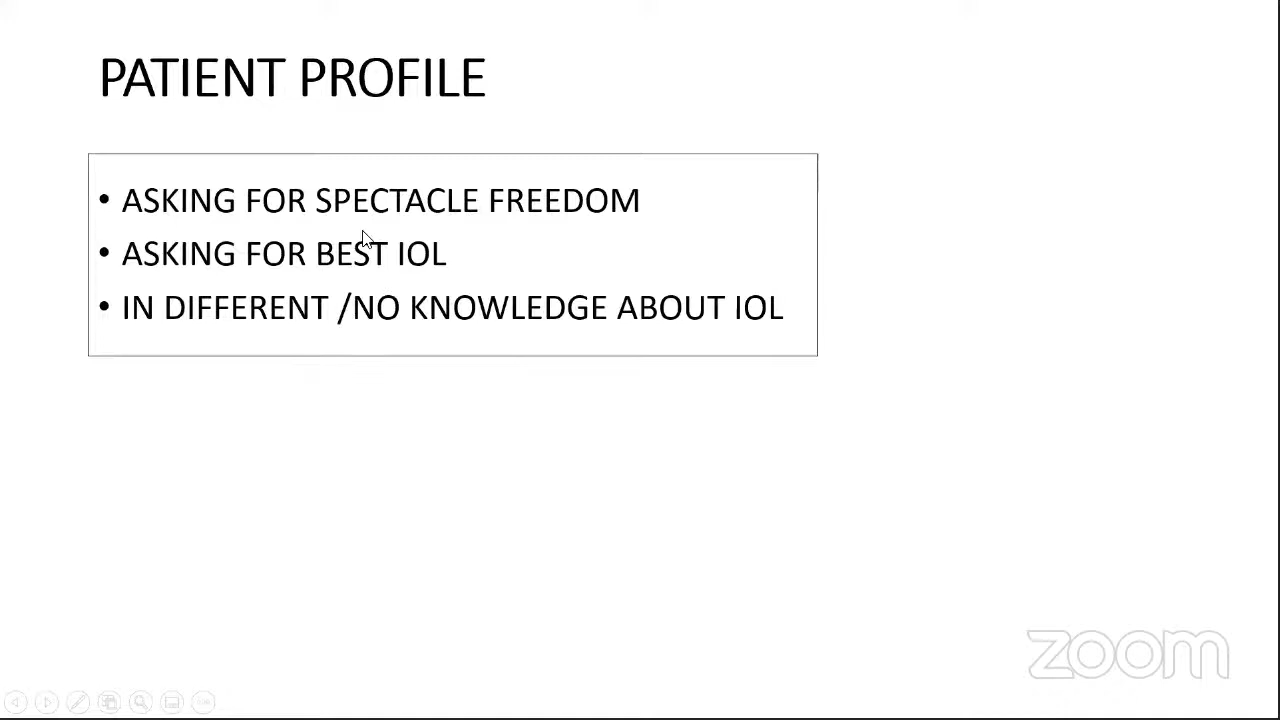 PATIENT PROFILE
• ASKING FOR SPECTACLE FREEDOM
• ASKING FOR BEST IOL
• IN DIFFERENT /NO KNOWLEDGE ABOUT IOL
zoom